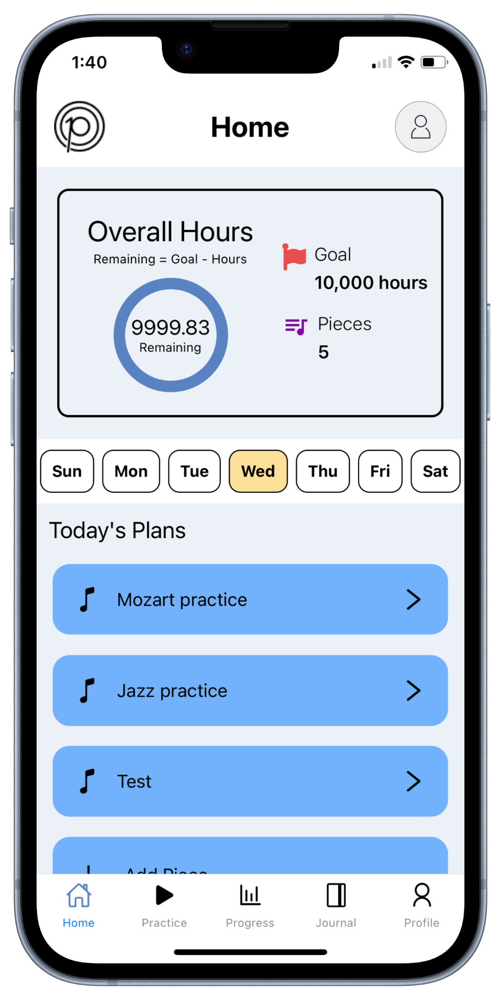 1:40
Home
Overall Hours
Remaining = Goal - Hours
9999.83
Remaining
Goal
10,000 hours
Pieces
5
Sun Mon Tue Wed Thu Fri Sat
Today's Plans
Mozart practice
Jazz practice
Test
Add Piece
Home Practice Progress Journal Profile